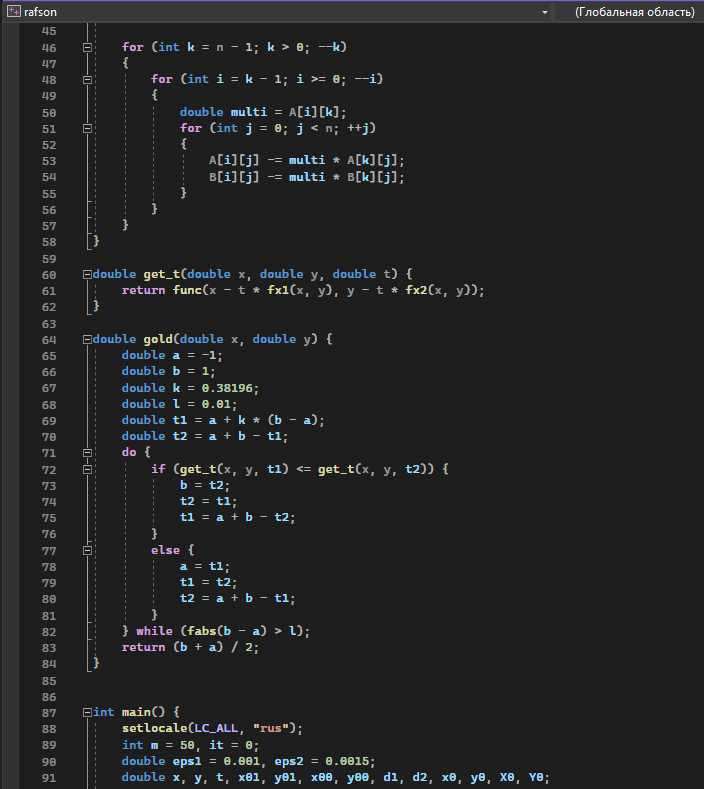 rafson (Глобальная область)
45
46 for (int k = n - 1; k > 0; --k)
47 {
48 for (int i = k - 1; i >= 0; --i)
49 {
50 double multi = A[i][k];
51 for (int j = 0; j < n; ++j)
52 {
53 A[i][j] -= multi * A[k][j];
54 B[i][j] -= multi * B[k][j];
55 }
56 }
57 }
58 }
59
60 double get_t(double x, double y, double t) {
61 return func(x - t * fx1(x, y), y - t * fx2(x, y));
62 }
63
64 double gold(double x, double y) {
65 double a = -1;
66 double b = 1;
67 double k = 0.38196;
68 double l = 0.01;
69 double t1 = a + k * (b - a);
70 double t2 = a + b - t1;
71 do {
72 if (get_t(x, y, t1) <= get_t(x, y, t2)) {
73 b = t2;
74 t2 = t1;
75 t1 = a + b - t2;
76 }
77 else {
78 a = t1;
79 t1 = t2;
80 t2 = a + b - t1;
81 }
82 } while (fabs(b - a) > l);
83 return (b + a) / 2;
84 }
85
86
87 int main() {
88 setlocale(LC_ALL, "rus");
89 int m = 50, it = 0;
90 double eps1 = 0.001, eps2 = 0.0015;
91 double x, y, t, x01, y01, x00, y00, d1, d2, x0, y0, X0, Y0;